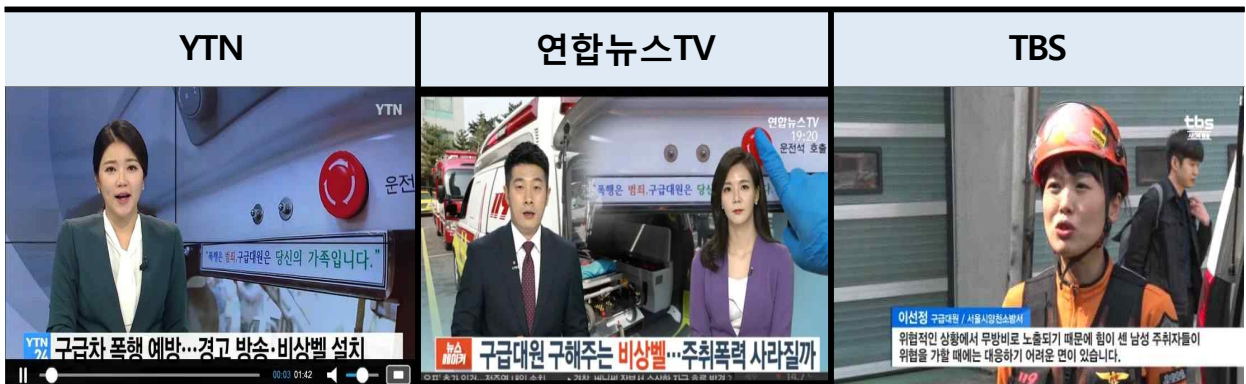 YTN
연합뉴스TV
TBS
YTN
운전
"폭행은 범죄, 구급대원은 당신의 가족입니다."
YTN
24
구급차 폭행 예방…경고 방송·비상벨 설치
00:03 01:42
연합뉴스TV
19:20
운전석 호출
"폭행은 범죄, 구급대원은 당신
119
뉴스
메이커
구급대원 구해주는 비상벨…주취폭력 사라질까
tbs
이선정 구급대원 / 서울시양천소방서
위협적인 상황에서 무방비로 노출되기 때문에 힘이 센 남성 주취자들이
위협을 가할 때에는 대응하기 어려운 면이 있습니다.
119